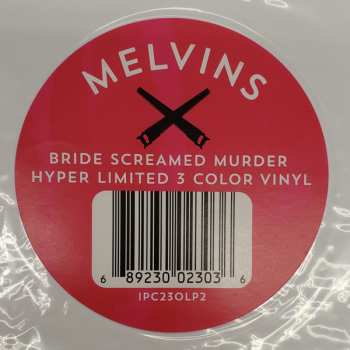 MELVINS
BRIDE SCREAMED MURDER
HYPER LIMITED 3 COLOR VINYL
6 89230 02303 6
IPC230LP2